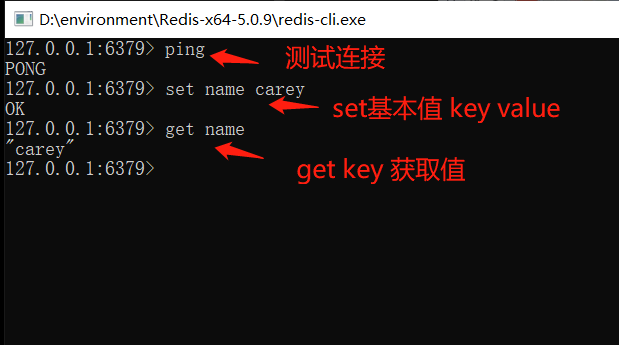 D:\environment\Redis-x64-5.0.9\redis-cli.exe
127.0.0.1:6379> ping
测试连接
PONG
127.0.0.1:6379> set name carey
set基本值 key value
OK
127.0.0.1:6379> get name
"carey"
get key 获取值
127.0.0.1:6379>